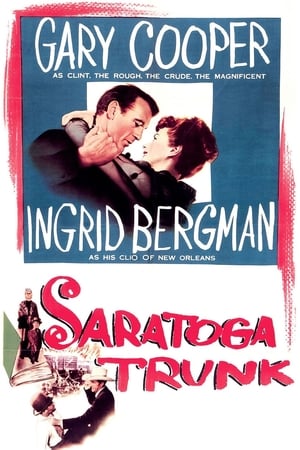 GARY COOPER
AS CLINT, THE ROUGH, THE CRUDE, THE MAGNIFICENT
INGRID BERGMAN
AS HIS CLIO OF NEW ORLEANS
SARATOGA
TRUNK